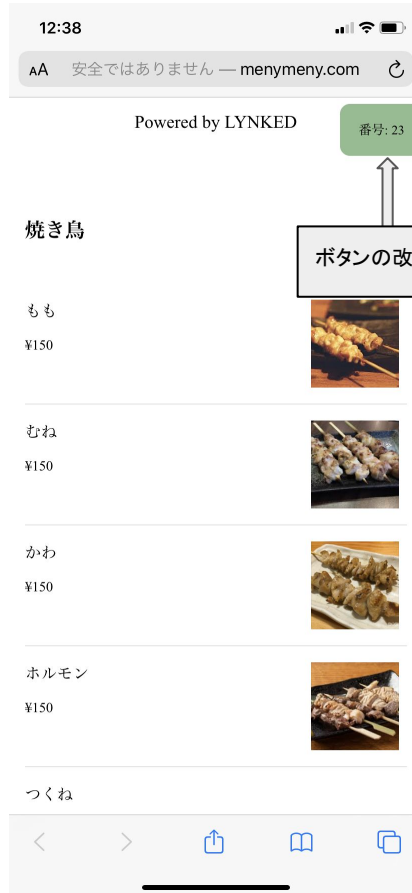 12:38
AA 安全ではありません — menymeny.com
Powered by LYNKED
番号: 23
焼き鳥
ボタンの改
もも
¥150
むね
¥150
かわ
¥150
ホルモン
¥150
つくね